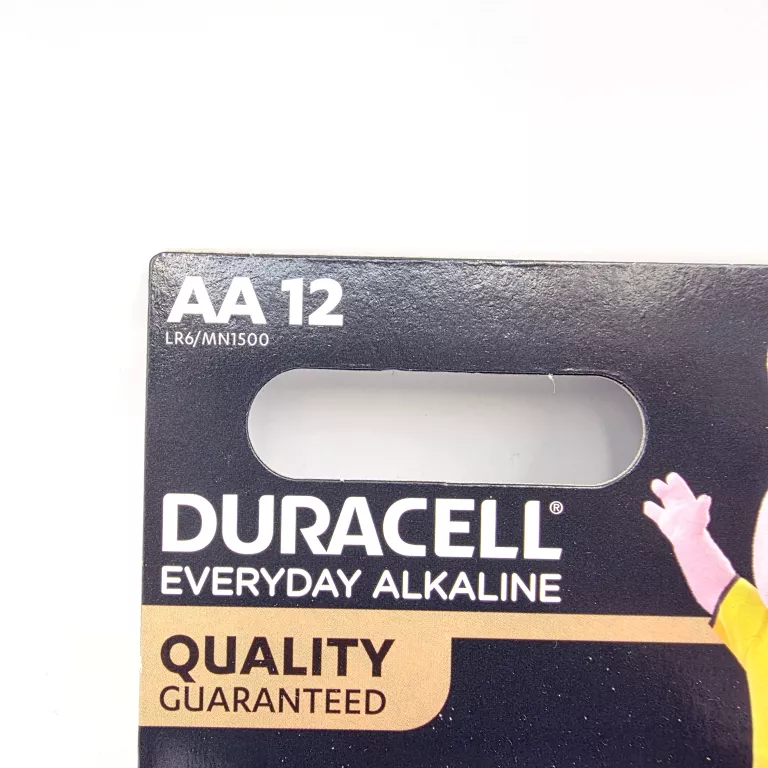 AA 12
LR6/MN1500
DURACELL®
EVERYDAY ALKALINE
QUALITY
GUARANTEED